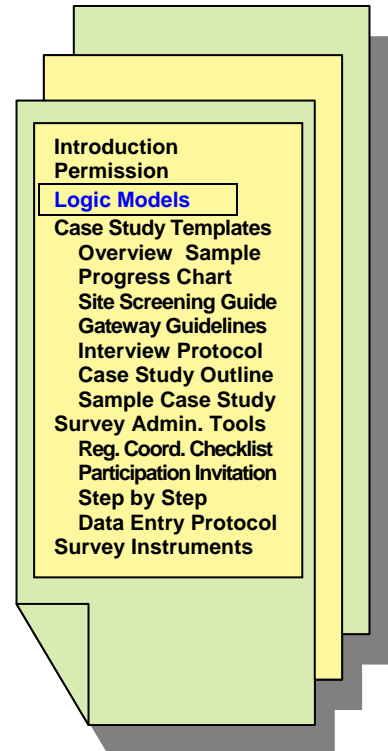 Introduction
Permission
Logic Models
Case Study Templates
Overview Sample
Progress Chart
Site Screening Guide
Gateway Guidelines
Interview Protocol
Case Study Outline
Sample Case Study
Survey Admin. Tools
Reg. Coord. Checklist
Participation Invitation
Step by Step
Data Entry Protocol
Survey Instruments